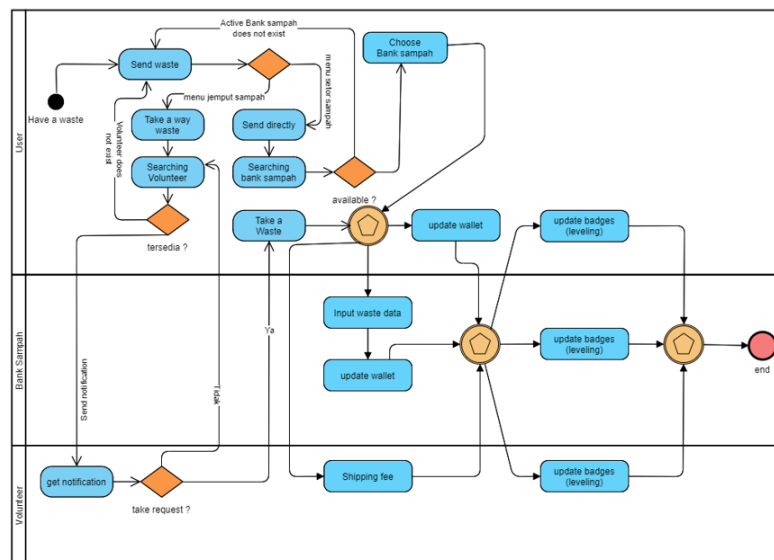 Active Bank sampah
does not exist
Choose
Bank sampah
Send waste
menu setor sampah
Have a waste
menu jemput sampah
Volunteer does
not exist
Take a way
waste
Send directly
Searching
Volunteer
Searching
bank sampah
available ?
tersedia ?
Take a
Waste
update wallet
update badges
(leveling)
User
Input waste data
update wallet
update badges
(leveling)
end
Ya
Tidak
Send notification
Bank Sampah
get notification
take request ?
Shipping fee
update badges
(leveling)
Volunteer